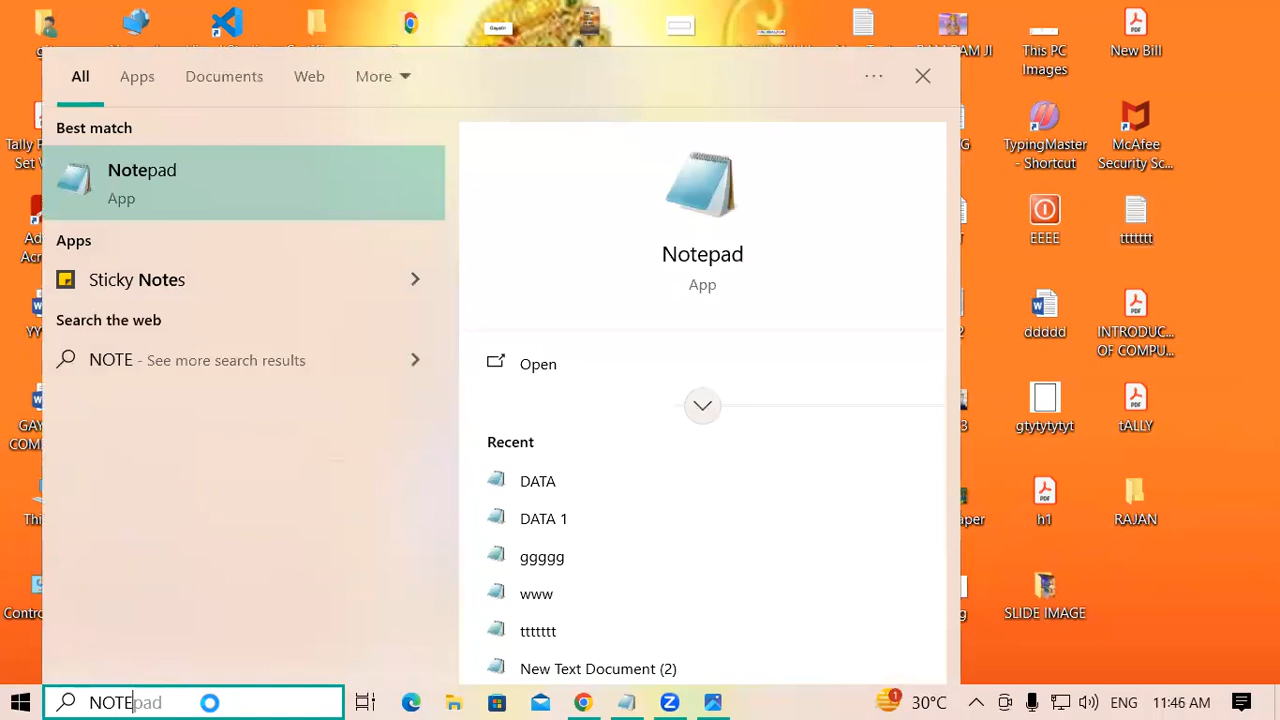 All
Apps
Documents
Web
More
Best match
Notepad
App
Apps
Sticky Notes
Search the web
NOTE - See more search results
Notepad
App
Open
Recent
DATA
DATA 1
ggggg
www
ttttttt
New Text Document (2)
This PC
Images
New Bill
TypingMaster
- Shortcut
McAfee
Security Sc...
EEEE
ttttttt
ddddd
INTRODUC...
OF COMPU...
gtytytytyt
tALLY
h1
RAJAN
SLIDE IMAGE
NOTEpad
30°C
ENG
11:46 AM